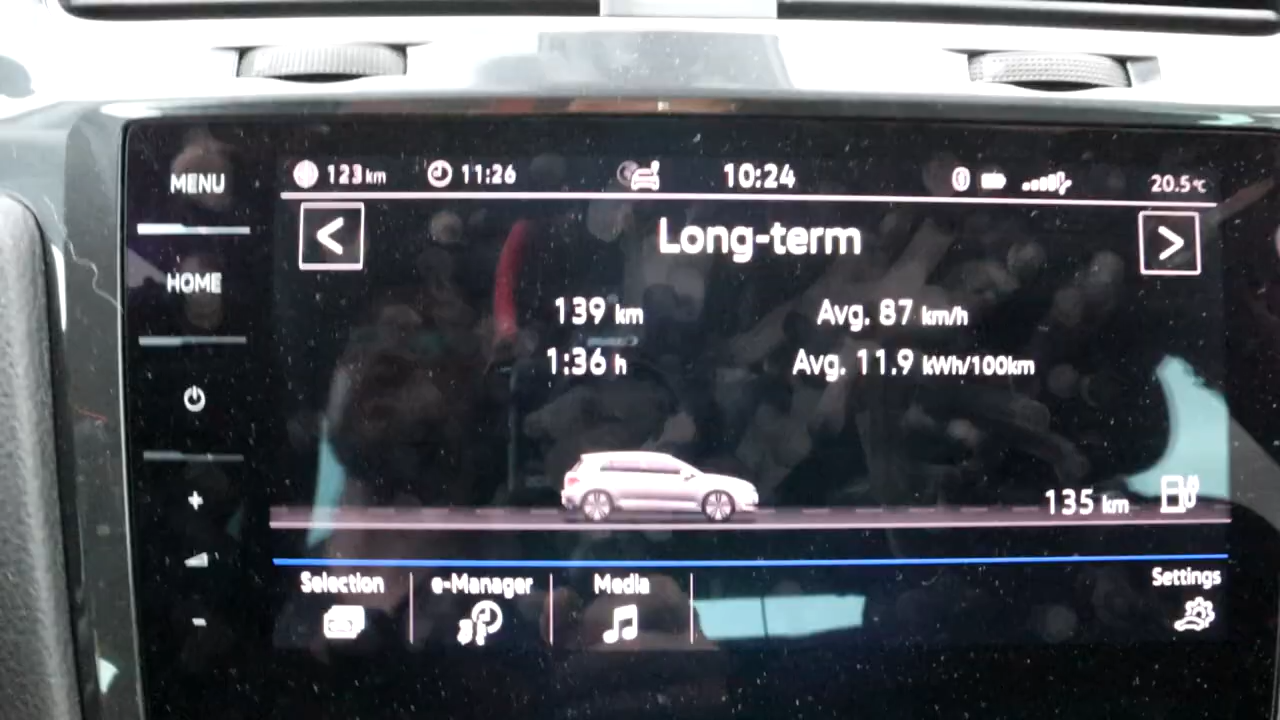 MENU
123 km 11:26 10:24 20.5°C
< Long-term >
HOME
139 km Avg. 87 km/h
1:36 h Avg. 11.9 kWh/100km
+
135 km
-
Selection e-Manager Media Settings